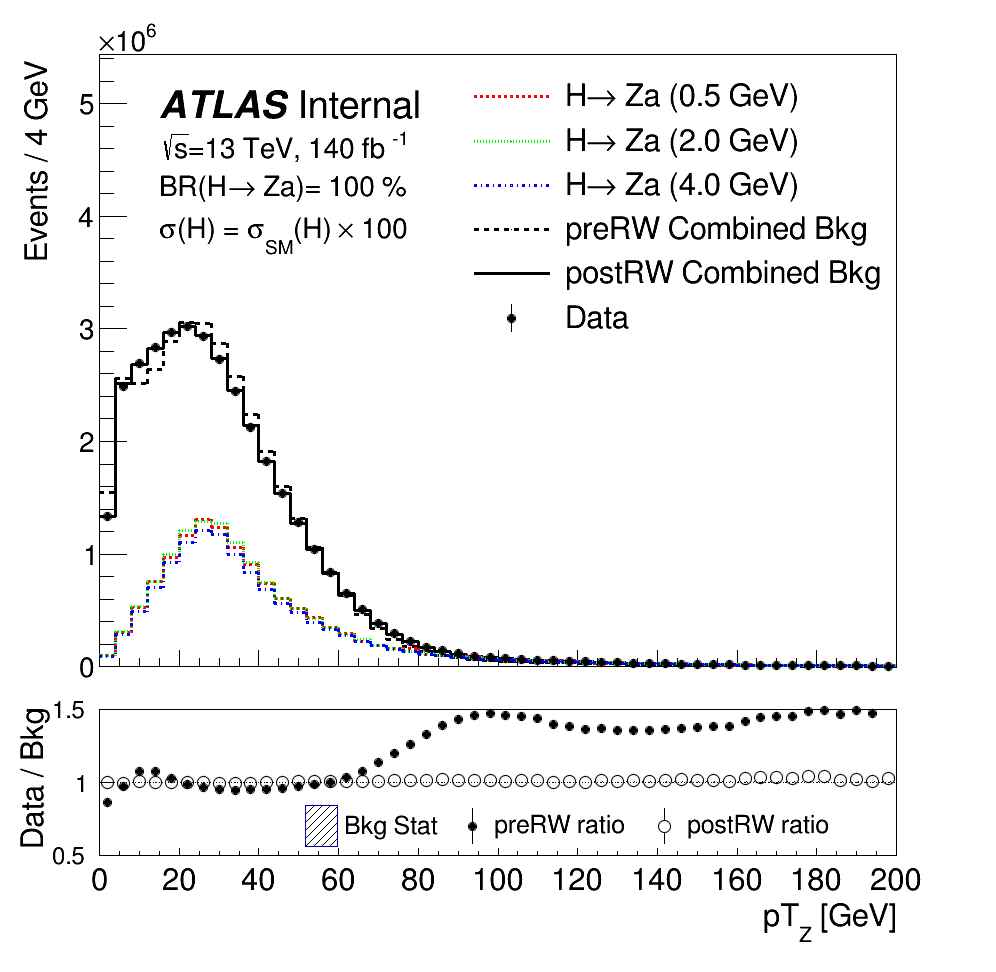 ×10⁶
Events / 4 GeV
5
4
3
2
1
0
ATLAS Internal
√s=13 TeV, 140 fb⁻¹
BR(H→ Za)= 100 %
σ(H) = σ_SM(H) × 100
H→ Za (0.5 GeV)
H→ Za (2.0 GeV)
H→ Za (4.0 GeV)
preRW Combined Bkg
postRW Combined Bkg
Data
Data / Bkg
1.5
1
0.5
Bkg Stat
preRW ratio
postRW ratio
0 20 40 60 80 100 120 140 160 180 200
pT_Z [GeV]